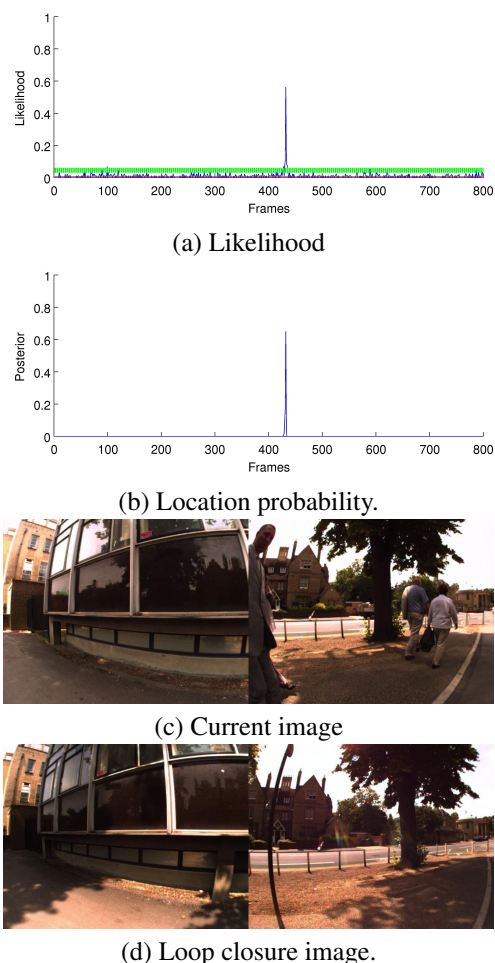 1
0.8
0.6
0.4
0.2
0
Likelihood
0 100 200 300 400 500 600 700 800
Frames
(a) Likelihood
1
0.8
0.6
0.4
0.2
0
Posterior
0 100 200 300 400 500 600 700 800
Frames
(b) Location probability.
(c) Current image
(d) Loop closure image.